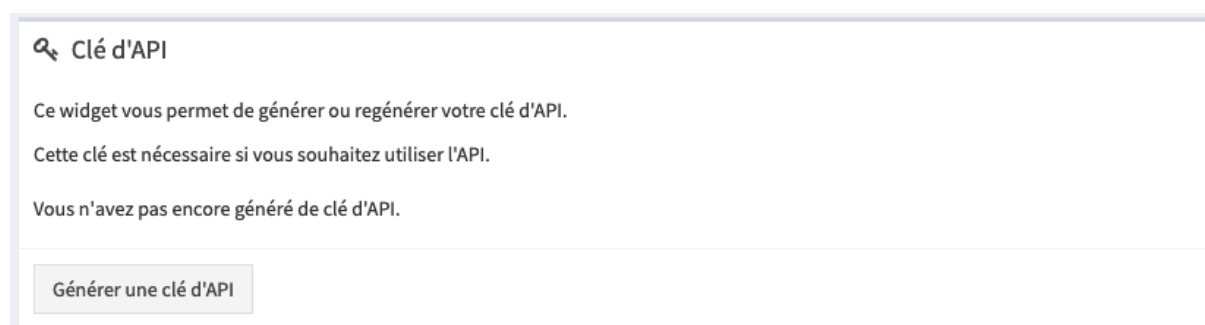 Clé d'API
Ce widget vous permet de générer ou regénérer votre clé d'API.
Cette clé est nécessaire si vous souhaitez utiliser l'API.
Vous n'avez pas encore généré de clé d'API.
Générer une clé d'API